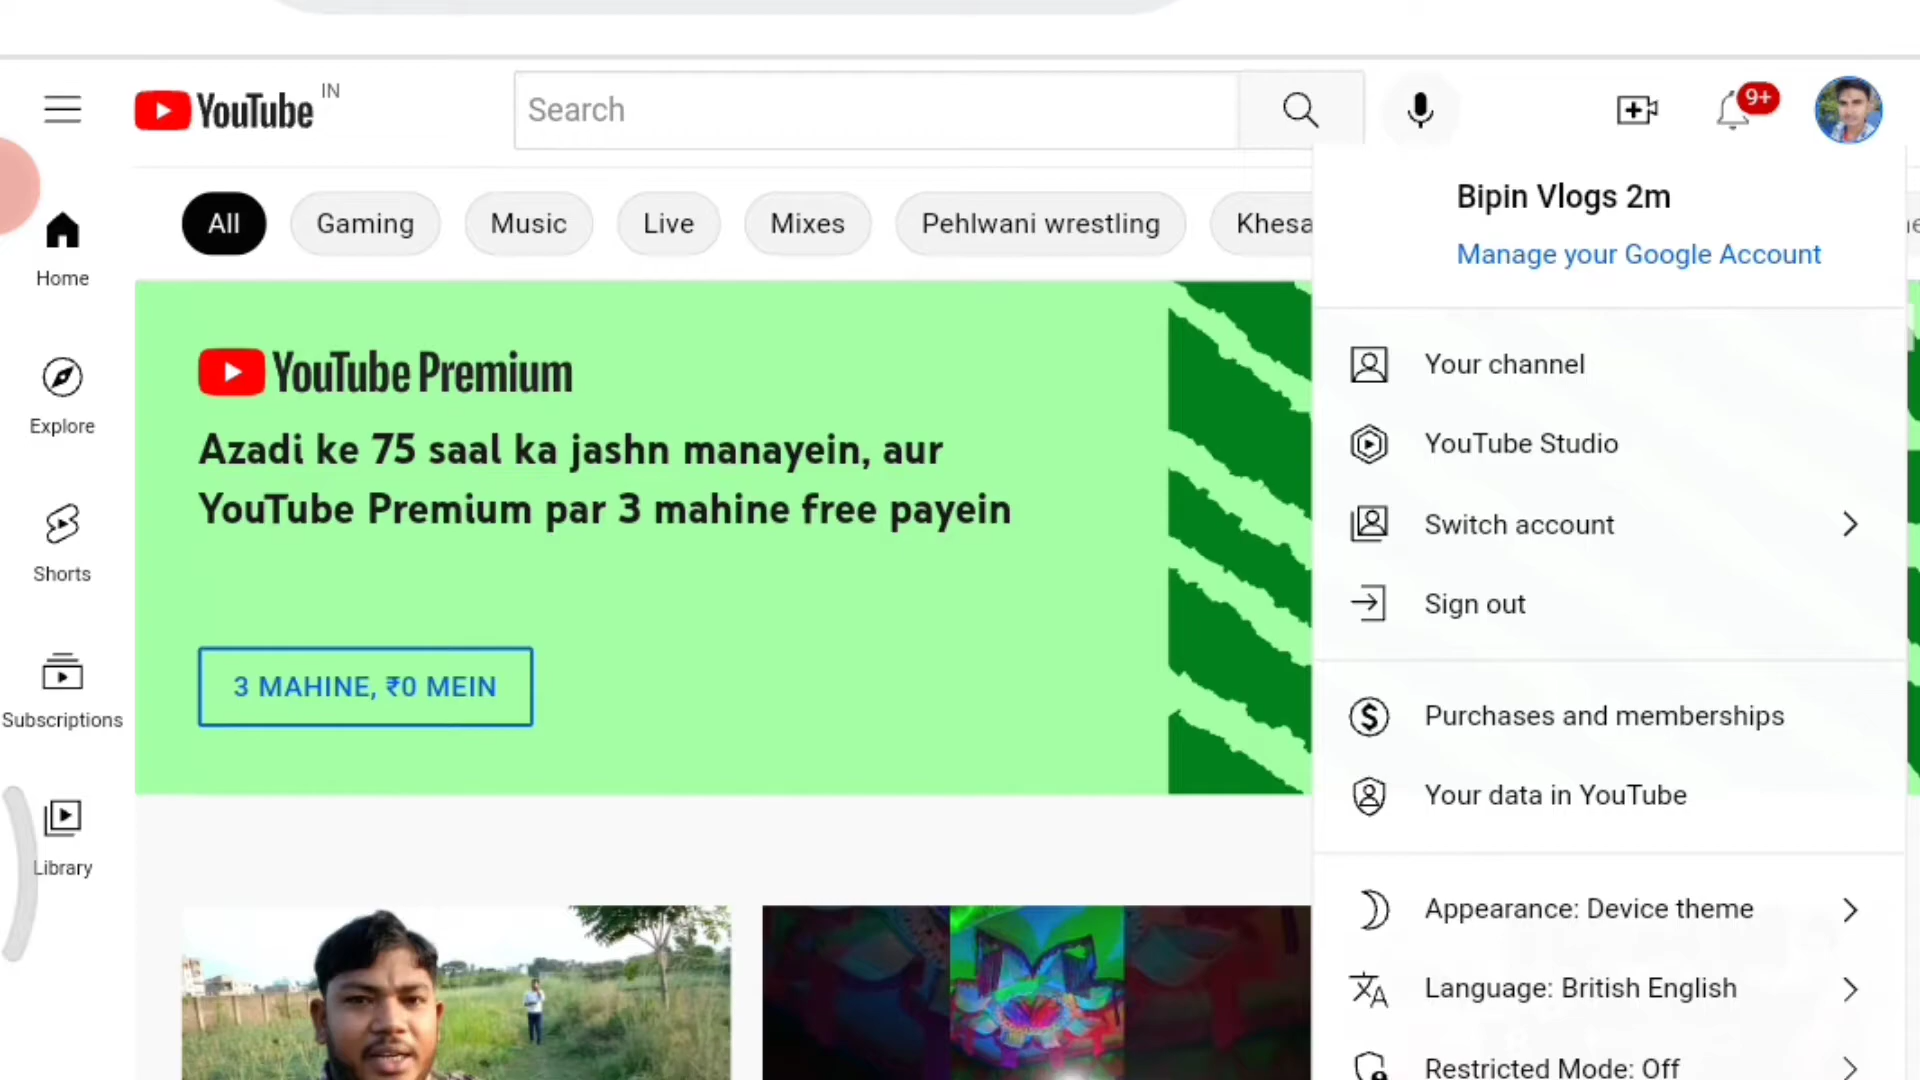 YouTube IN
Search
9+
Home
Explore
Shorts
Subscriptions
Library
All
Gaming
Music
Live
Mixes
Pehlwani wrestling
Khesa
YouTube Premium
Azadi ke 75 saal ka jashn manayein, aur
YouTube Premium par 3 mahine free payein
3 MAHINE, ₹0 MEIN
Bipin Vlogs 2m
Manage your Google Account
Your channel
YouTube Studio
Switch account
Sign out
Purchases and memberships
Your data in YouTube
Appearance: Device theme
Language: British English
Restricted Mode: Off